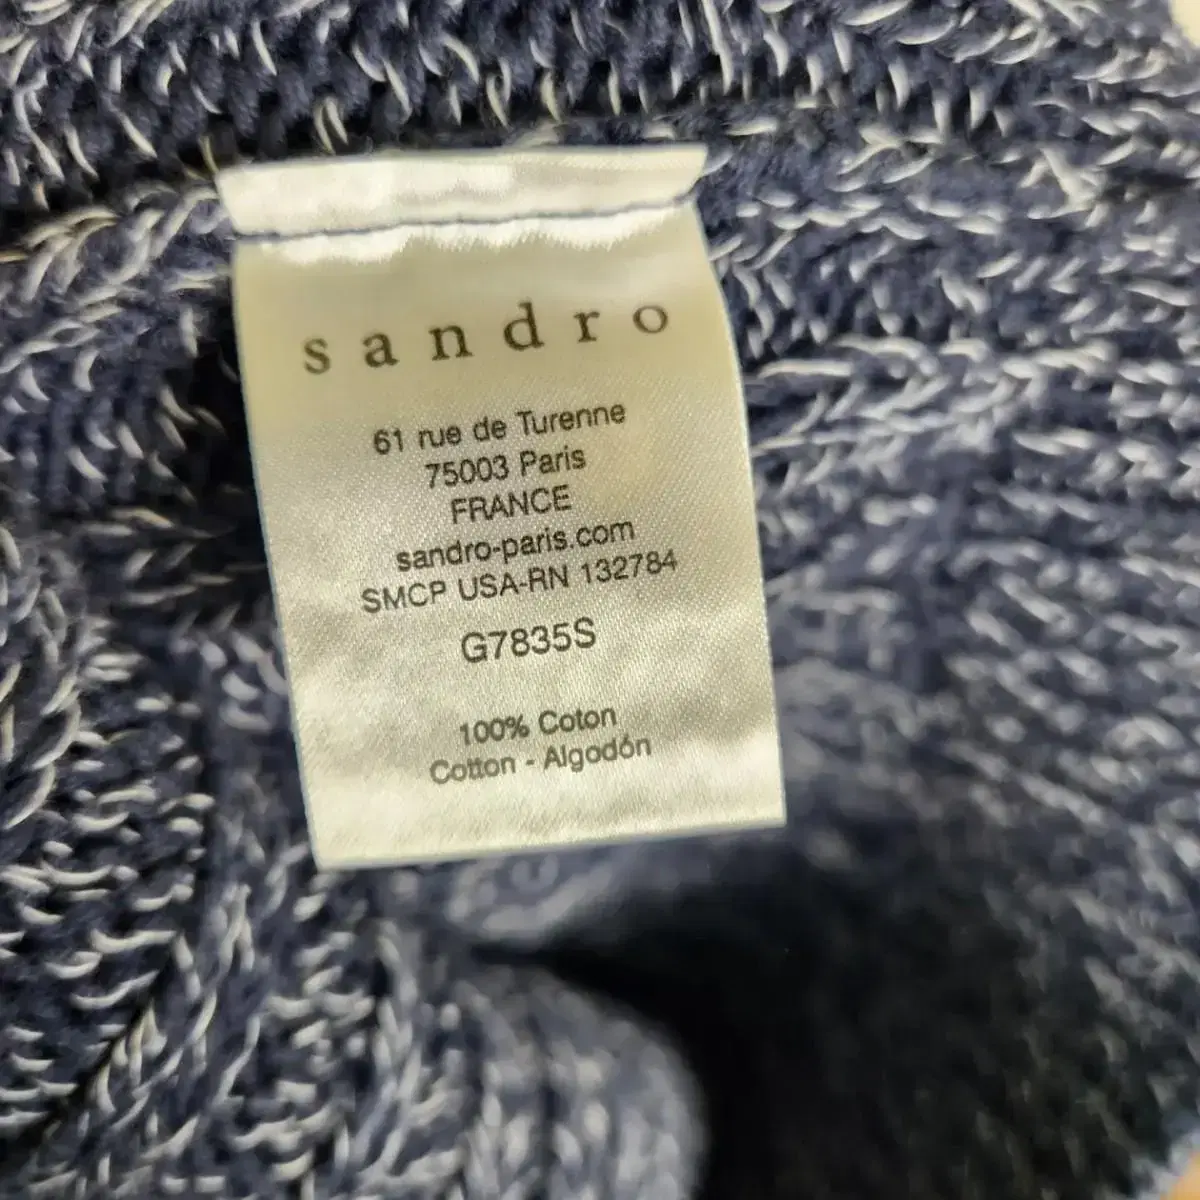 sandro
61 rue de Turenne
75003 Paris
FRANCE
sandro-paris.com
SMCP USA-RN 132784
G7835S
100% Coton
Cotton - Algodón